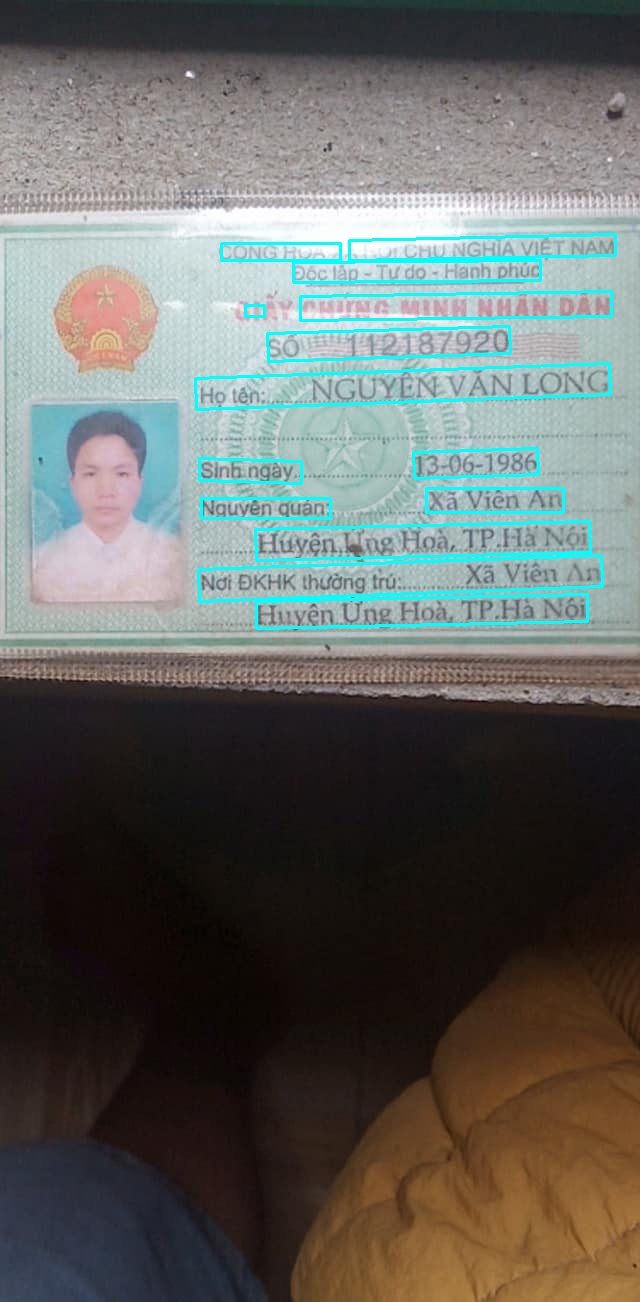 CỘNG HOÀ XÃ HỘI CHỦ NGHĨA VIỆT NAM
Độc lập - Tự do - Hạnh phúc
GIẤY CHỨNG MINH NHÂN DÂN
SỐ 112187920
Họ tên:......NGUYỄN VĂN LONG
Sinh ngày: 13-06-1986
Nguyên quán: Xã Viên An
Huyện Ứng Hoà, TP.Hà Nội
Nơi ĐKHK thường trú:..........Xã Viên An
Huyện Ứng Hoà, TP.Hà Nội